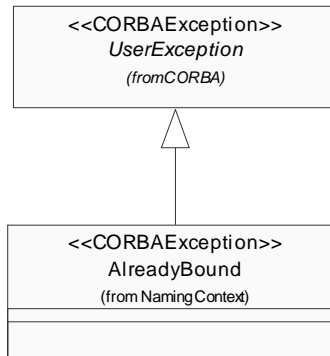 <<CORBAException>>
UserException
(fromCORBA)
<<CORBAException>>
AlreadyBound
(from NamingContext)